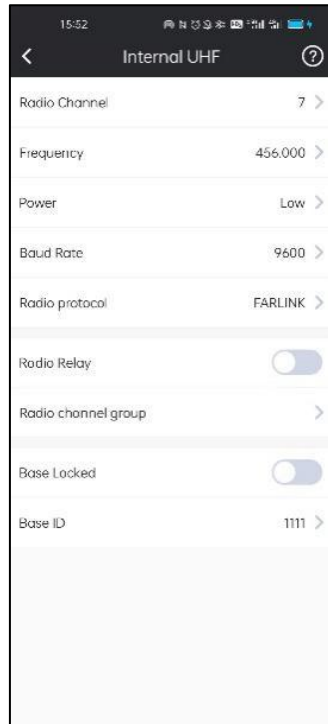 15:52
Internal UHF
Radio Channel 7
Frequency 456.000
Power Low
Baud Rate 9600
Radio protocol FARLINK
Rodio Relay
Radio channel group
Base Locked
Base ID 1111